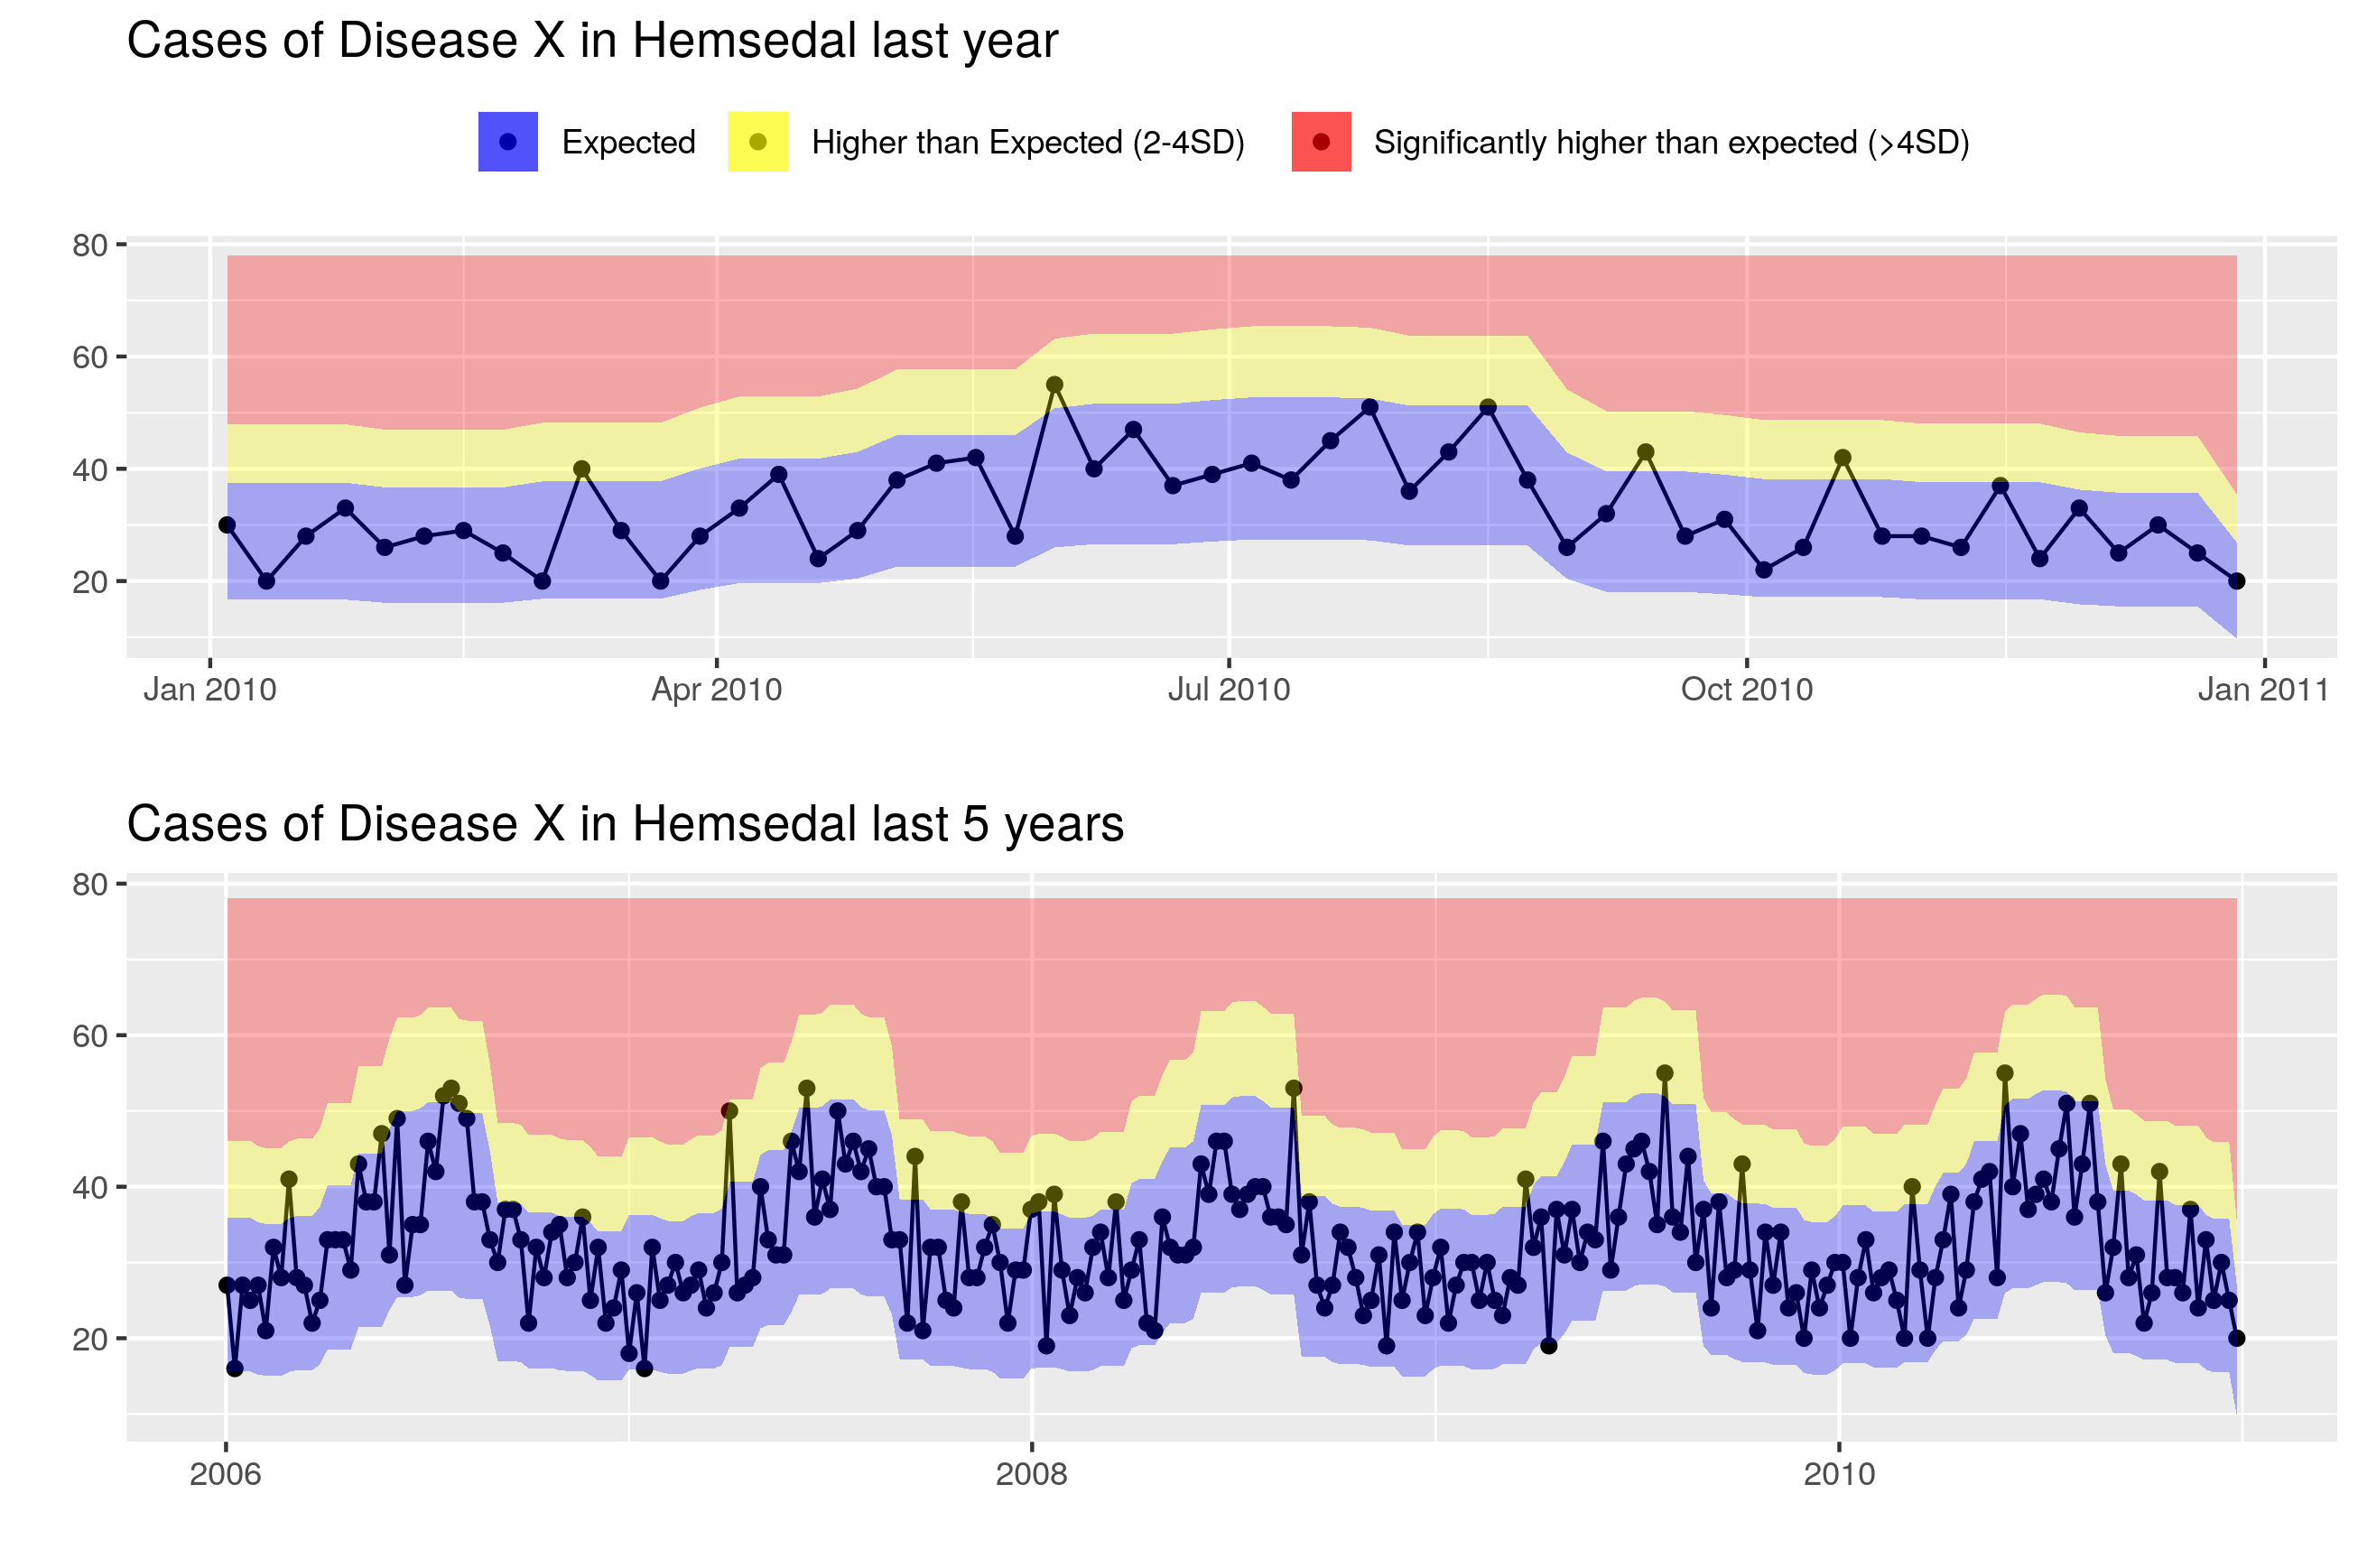 Cases of Disease X in Hemsedal last year
Expected Higher than Expected (2-4SD) Significantly higher than expected (>4SD)
80
60
40
20
Jan 2010 Apr 2010 Jul 2010 Oct 2010 Jan 2011
Cases of Disease X in Hemsedal last 5 years
80
60
40
20
2006 2008 2010